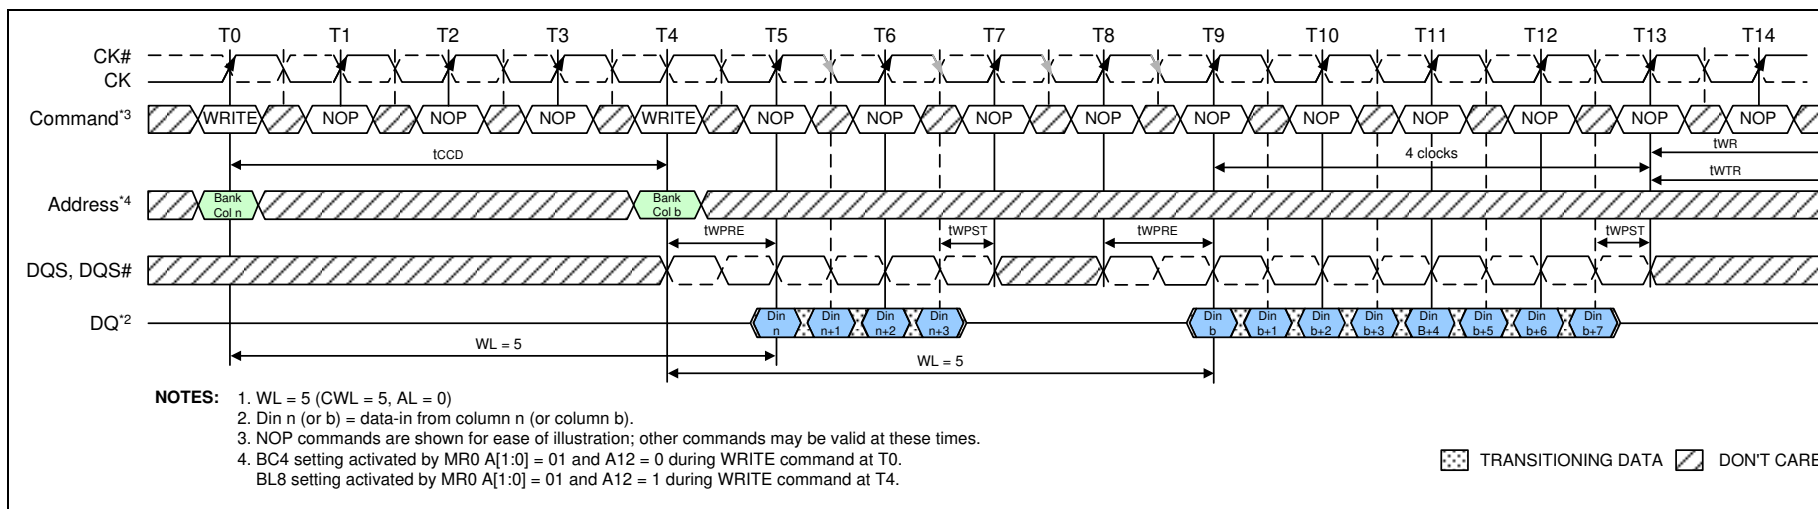 T0 T1 T2 T3 T4 T5 T6 T7 T8 T9 T10 T11 T12 T13 T14
CK#
CK
Command*3 WRITE NOP NOP NOP WRITE NOP NOP NOP NOP NOP NOP NOP NOP NOP NOP
tCCD 4 clocks tWR
tWTR
Address*4 Bank Col n Bank Col b
tWPRE tWPST tWPRE tWPST
DQS, DQS#
DQ*2 Din n Din n+1 Din n+2 Din n+3 Din b Din b+1 Din b+2 Din b+3 Din B+4 Din b+5 Din b+6 Din b+7
WL = 5
WL = 5
NOTES: 1. WL = 5 (CWL = 5, AL = 0)
2. Din n (or b) = data-in from column n (or column b).
3. NOP commands are shown for ease of illustration; other commands may be valid at these times.
4. BC4 setting activated by MR0 A[1:0] = 01 and A12 = 0 during WRITE command at T0.
BL8 setting activated by MR0 A[1:0] = 01 and A12 = 1 during WRITE command at T4.
TRANSITIONING DATA DON'T CARE